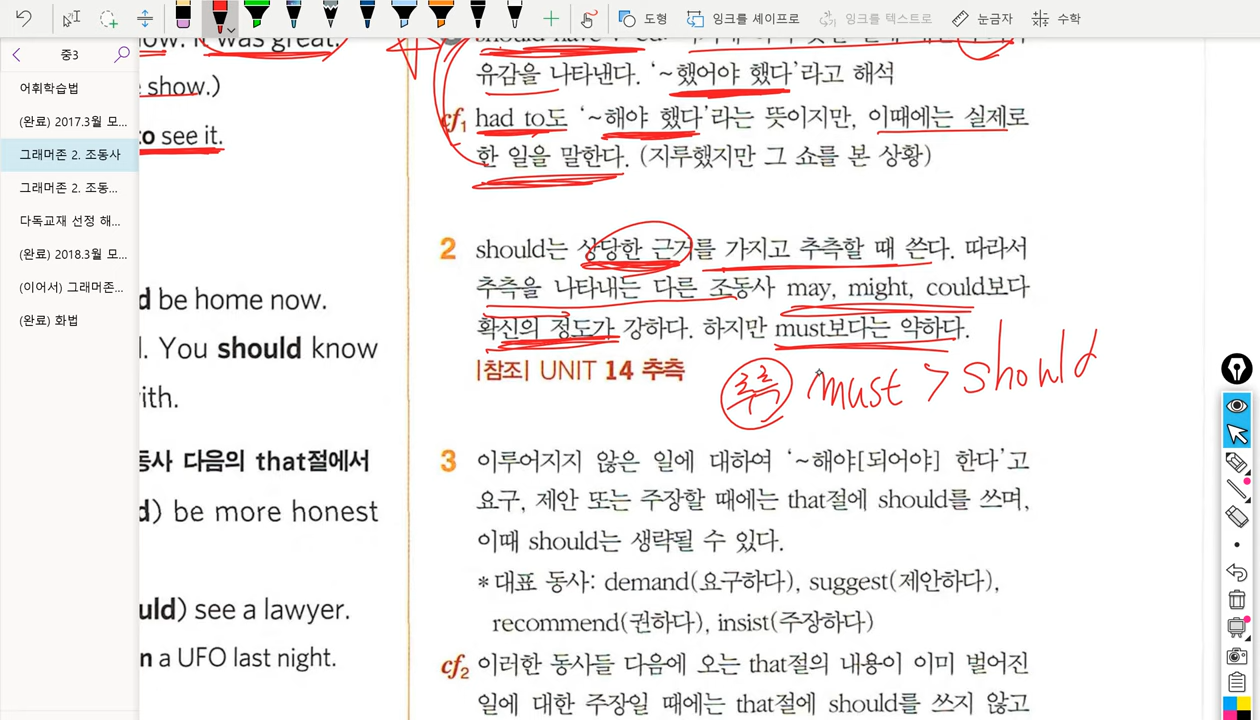 도형
잉크를 셰이프로
잉크를 텍스트로
눈금자
수학
중3
어휘학습법
(완료) 2017.3월 모...
그래머존 2. 조동사
그래머존 2. 조동...
다독교재 선정 해...
(완료) 2018.3월 모...
(이어서) 그래머존...
(완료) 화법
was great.
show.)
to see it.
d be home now.
l. You should know
ith.
동사 다음의 that절에서
d) be more honest
uld) see a lawyer.
n a UFO last night.
유감을 나타낸다. ‘~했어야 했다’라고 해석
cf1 had to도 ‘~해야 했다’라는 뜻이지만, 이때에는 실제로
한 일을 말한다. (지루했지만 그 쇼를 본 상황)
2 should는 상당한 근거를 가지고 추측할 때 쓴다. 따라서
추측을 나타내는 다른 조동사 may, might, could보다
확신의 정도가 강하다. 하지만 must보다는 약하다.
|참조| UNIT 14 추측
추측 must > should
3 이루어지지 않은 일에 대하여 ‘~해야[되어야] 한다’고
요구, 제안 또는 주장할 때에는 that절에 should를 쓰며,
이때 should는 생략될 수 있다.
*대표 동사: demand(요구하다), suggest(제안하다),
recommend(권하다), insist(주장하다)
cf2 이러한 동사들 다음에 오는 that절의 내용이 이미 벌어진
일에 대한 주장일 때에는 that절에 should를 쓰지 않고